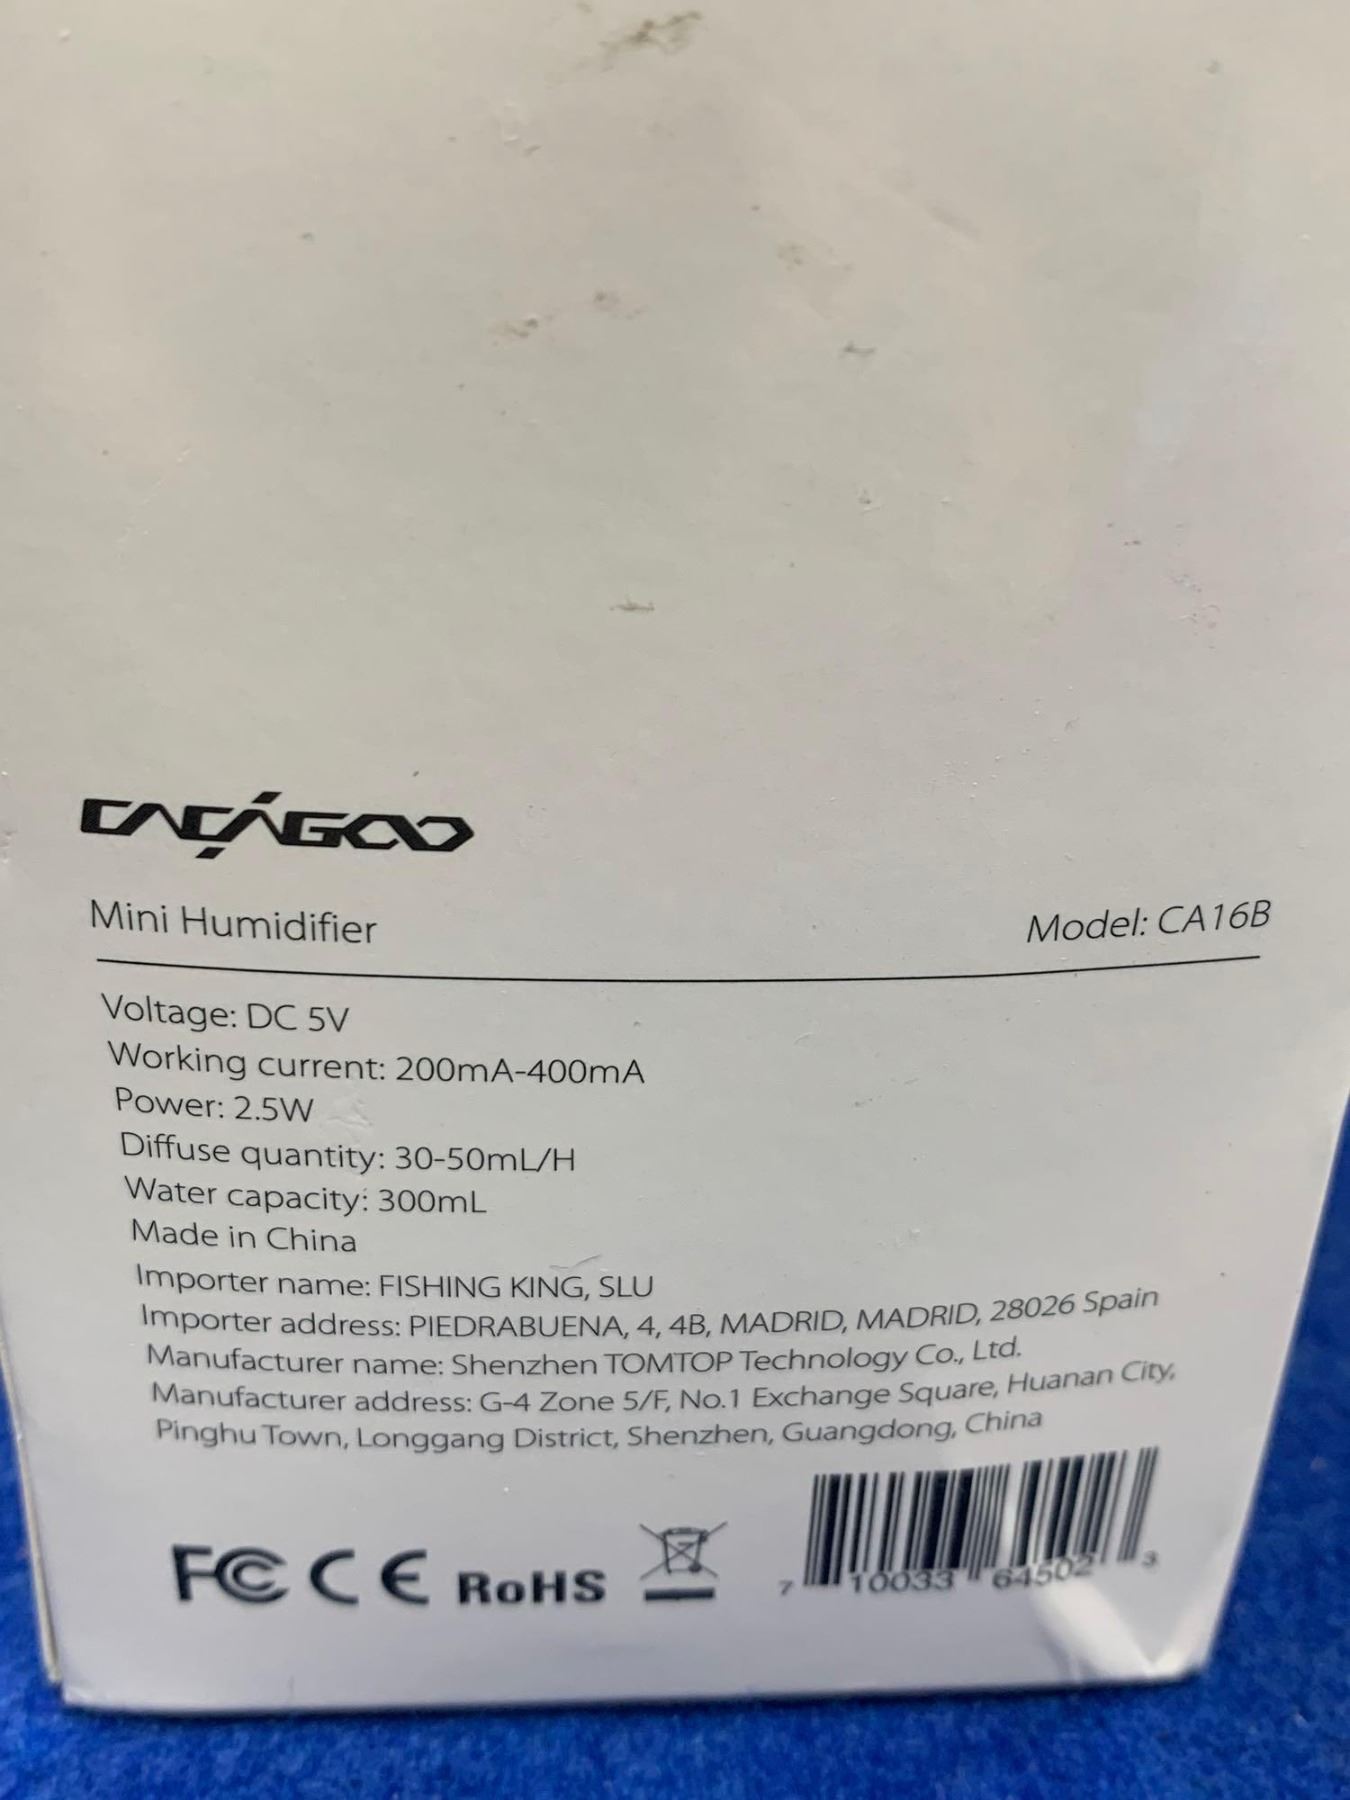 CACAGOO
Mini Humidifier
Model: CA16B
Voltage: DC 5V
Working current: 200mA-400mA
Power: 2.5W
Diffuse quantity: 30-50mL/H
Water capacity: 300mL
Made in China
Importer name: FISHING KING, SLU
Importer address: PIEDRABUENA, 4, 4B, MADRID, MADRID, 28026 Spain
Manufacturer name: Shenzhen TOMTOP Technology Co., Ltd.
Manufacturer address: G-4 Zone 5/F, No.1 Exchange Square, Huanan City,
Pinghu Town, Longgang District, Shenzhen, Guangdong, China
FC CE RoHS
7 10033 64502 3